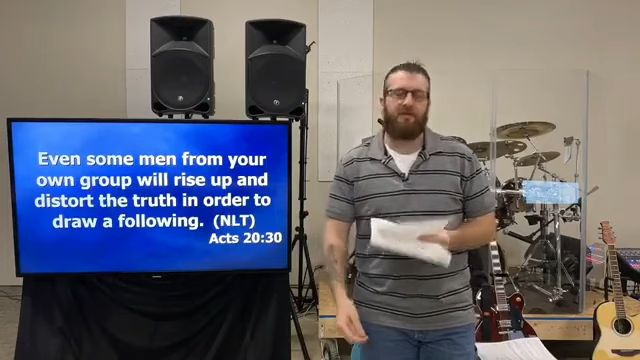 Even some men from your
own group will rise up and
distort the truth in order to
draw a following. (NLT)
Acts 20:30